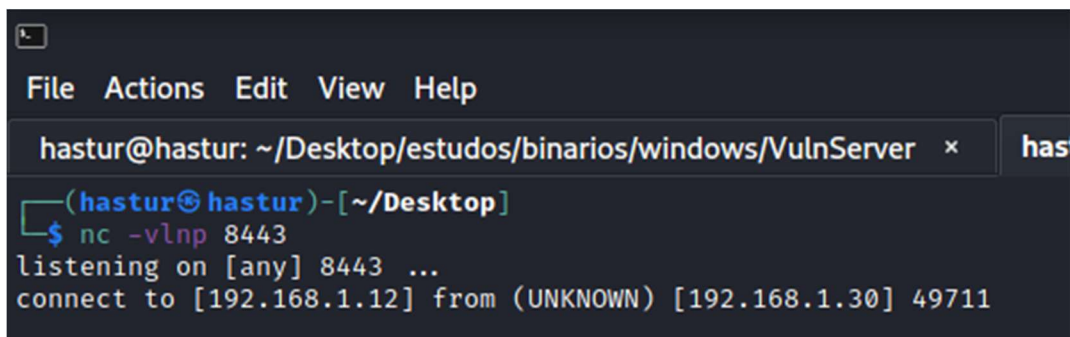 File Actions Edit View Help
hastur@hastur: ~/Desktop/estudos/binarios/windows/VulnServer × has
┌──(hastur㉿hastur)-[~/Desktop]
└─$ nc -vlnp 8443
listening on [any] 8443 ...
connect to [192.168.1.12] from (UNKNOWN) [192.168.1.30] 49711